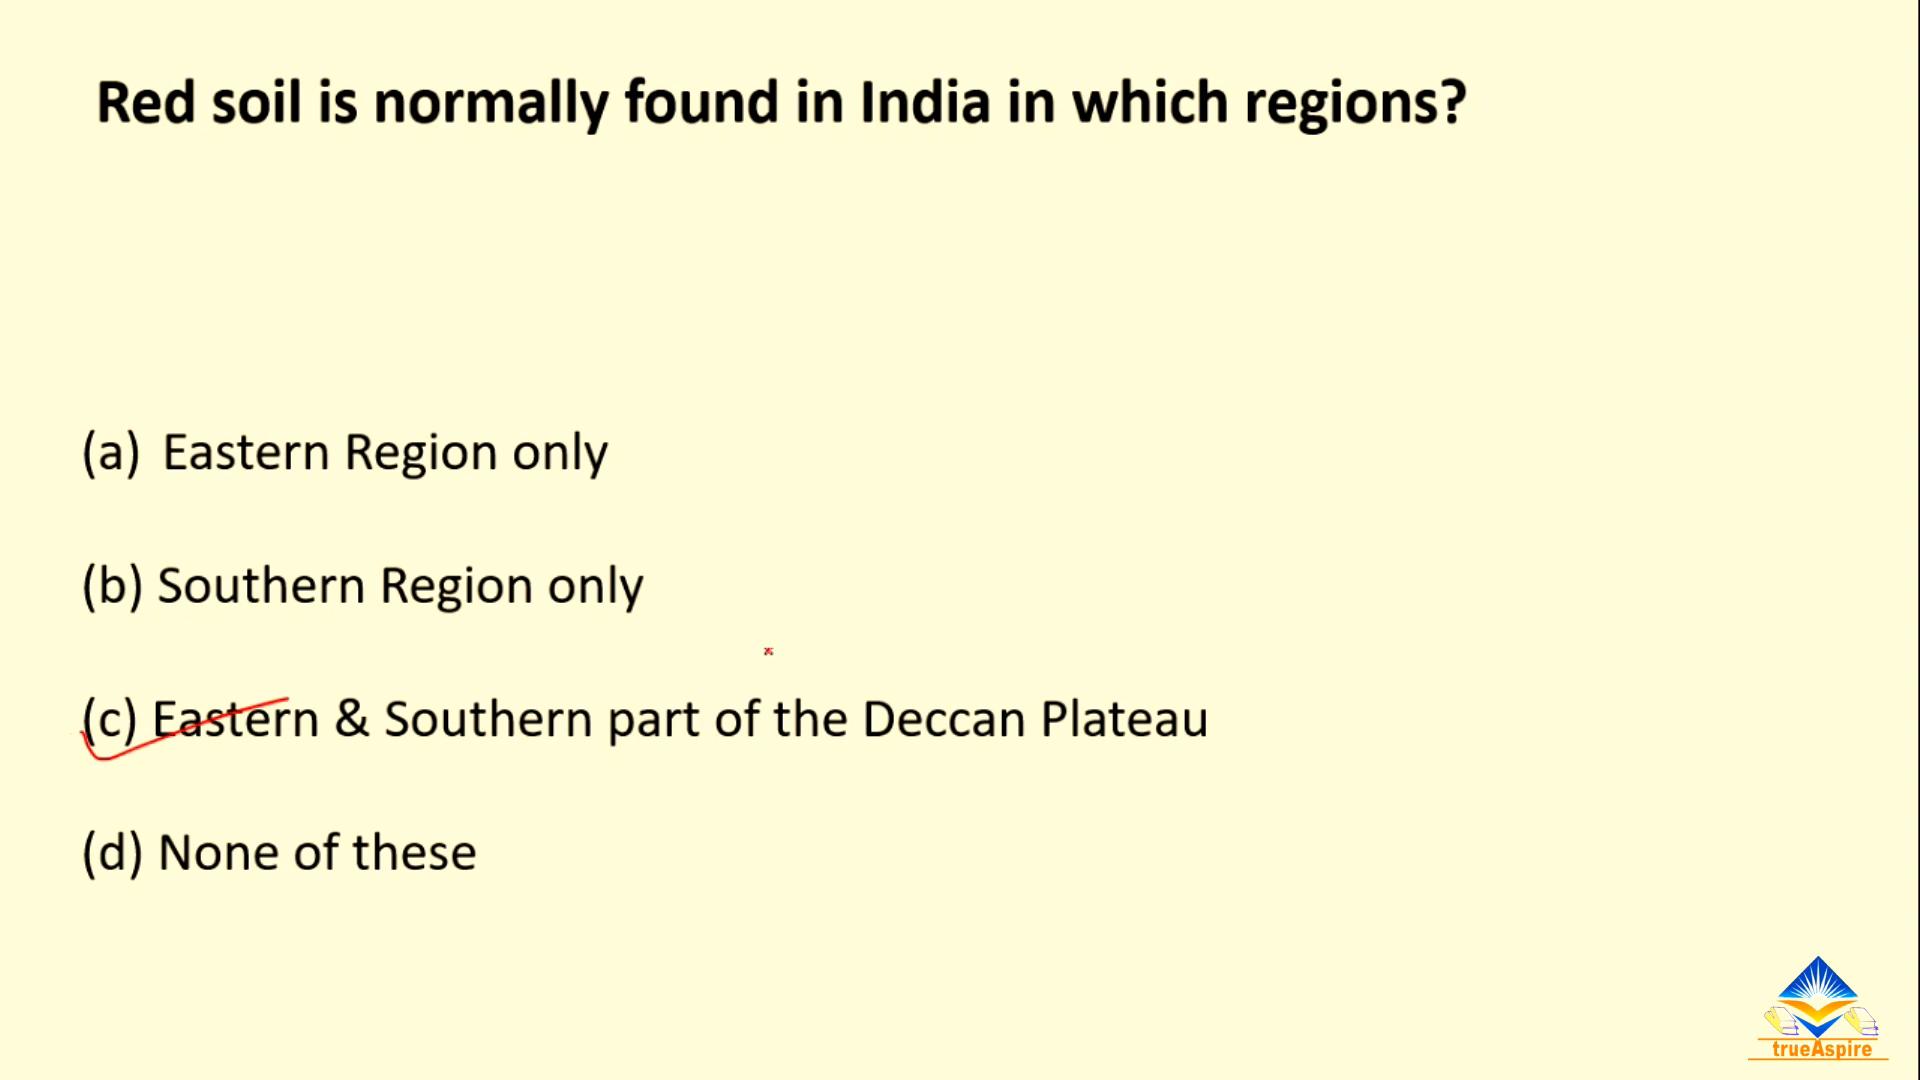 Red soil is normally found in India in which regions?
(a) Eastern Region only
(b) Southern Region only
(c) Eastern & Southern part of the Deccan Plateau
(d) None of these
trueAspire